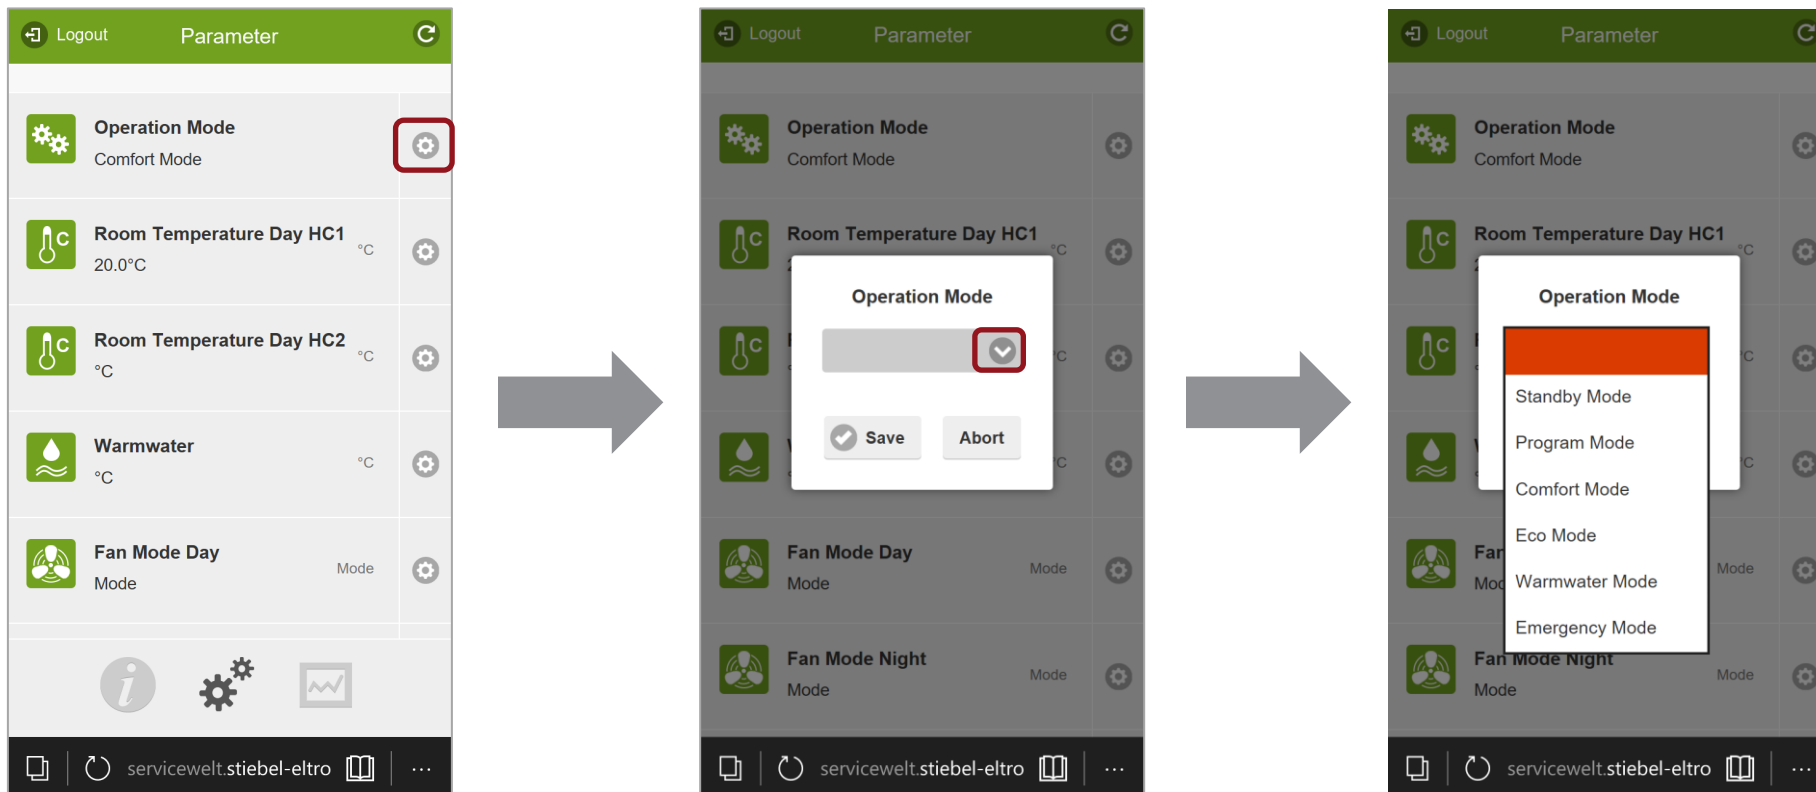 Logout Parameter
Operation Mode
Comfort Mode
Room Temperature Day HC1
°C
20.0°C
Room Temperature Day HC2
°C
°C
Warmwater
°C
°C
Fan Mode Day
Mode
Mode
servicewelt.stiebel-eltro
Logout Parameter
Operation Mode
Comfort Mode
Room Temperature Day HC1
°C
Operation Mode
Save Abort
Fan Mode Day
Mode
Mode
Fan Mode Night
Mode
Mode
servicewelt.stiebel-eltro
Logout Parameter
Operation Mode
Comfort Mode
Room Temperature Day HC1
°C
Operation Mode
Standby Mode
Program Mode
Comfort Mode
Eco Mode
Warmwater Mode
Emergency Mode
Mode
Fan Mode Night
Mode
Mode
servicewelt.stiebel-eltro